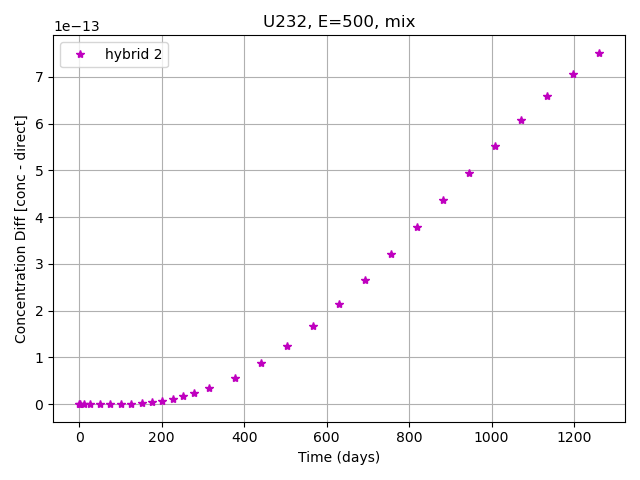 U232, E=500, mix
1e−13
hybrid 2
7
6
5
4
3
2
1
0
Concentration Diff [conc - direct]
0 200 400 600 800 1000 1200
Time (days)